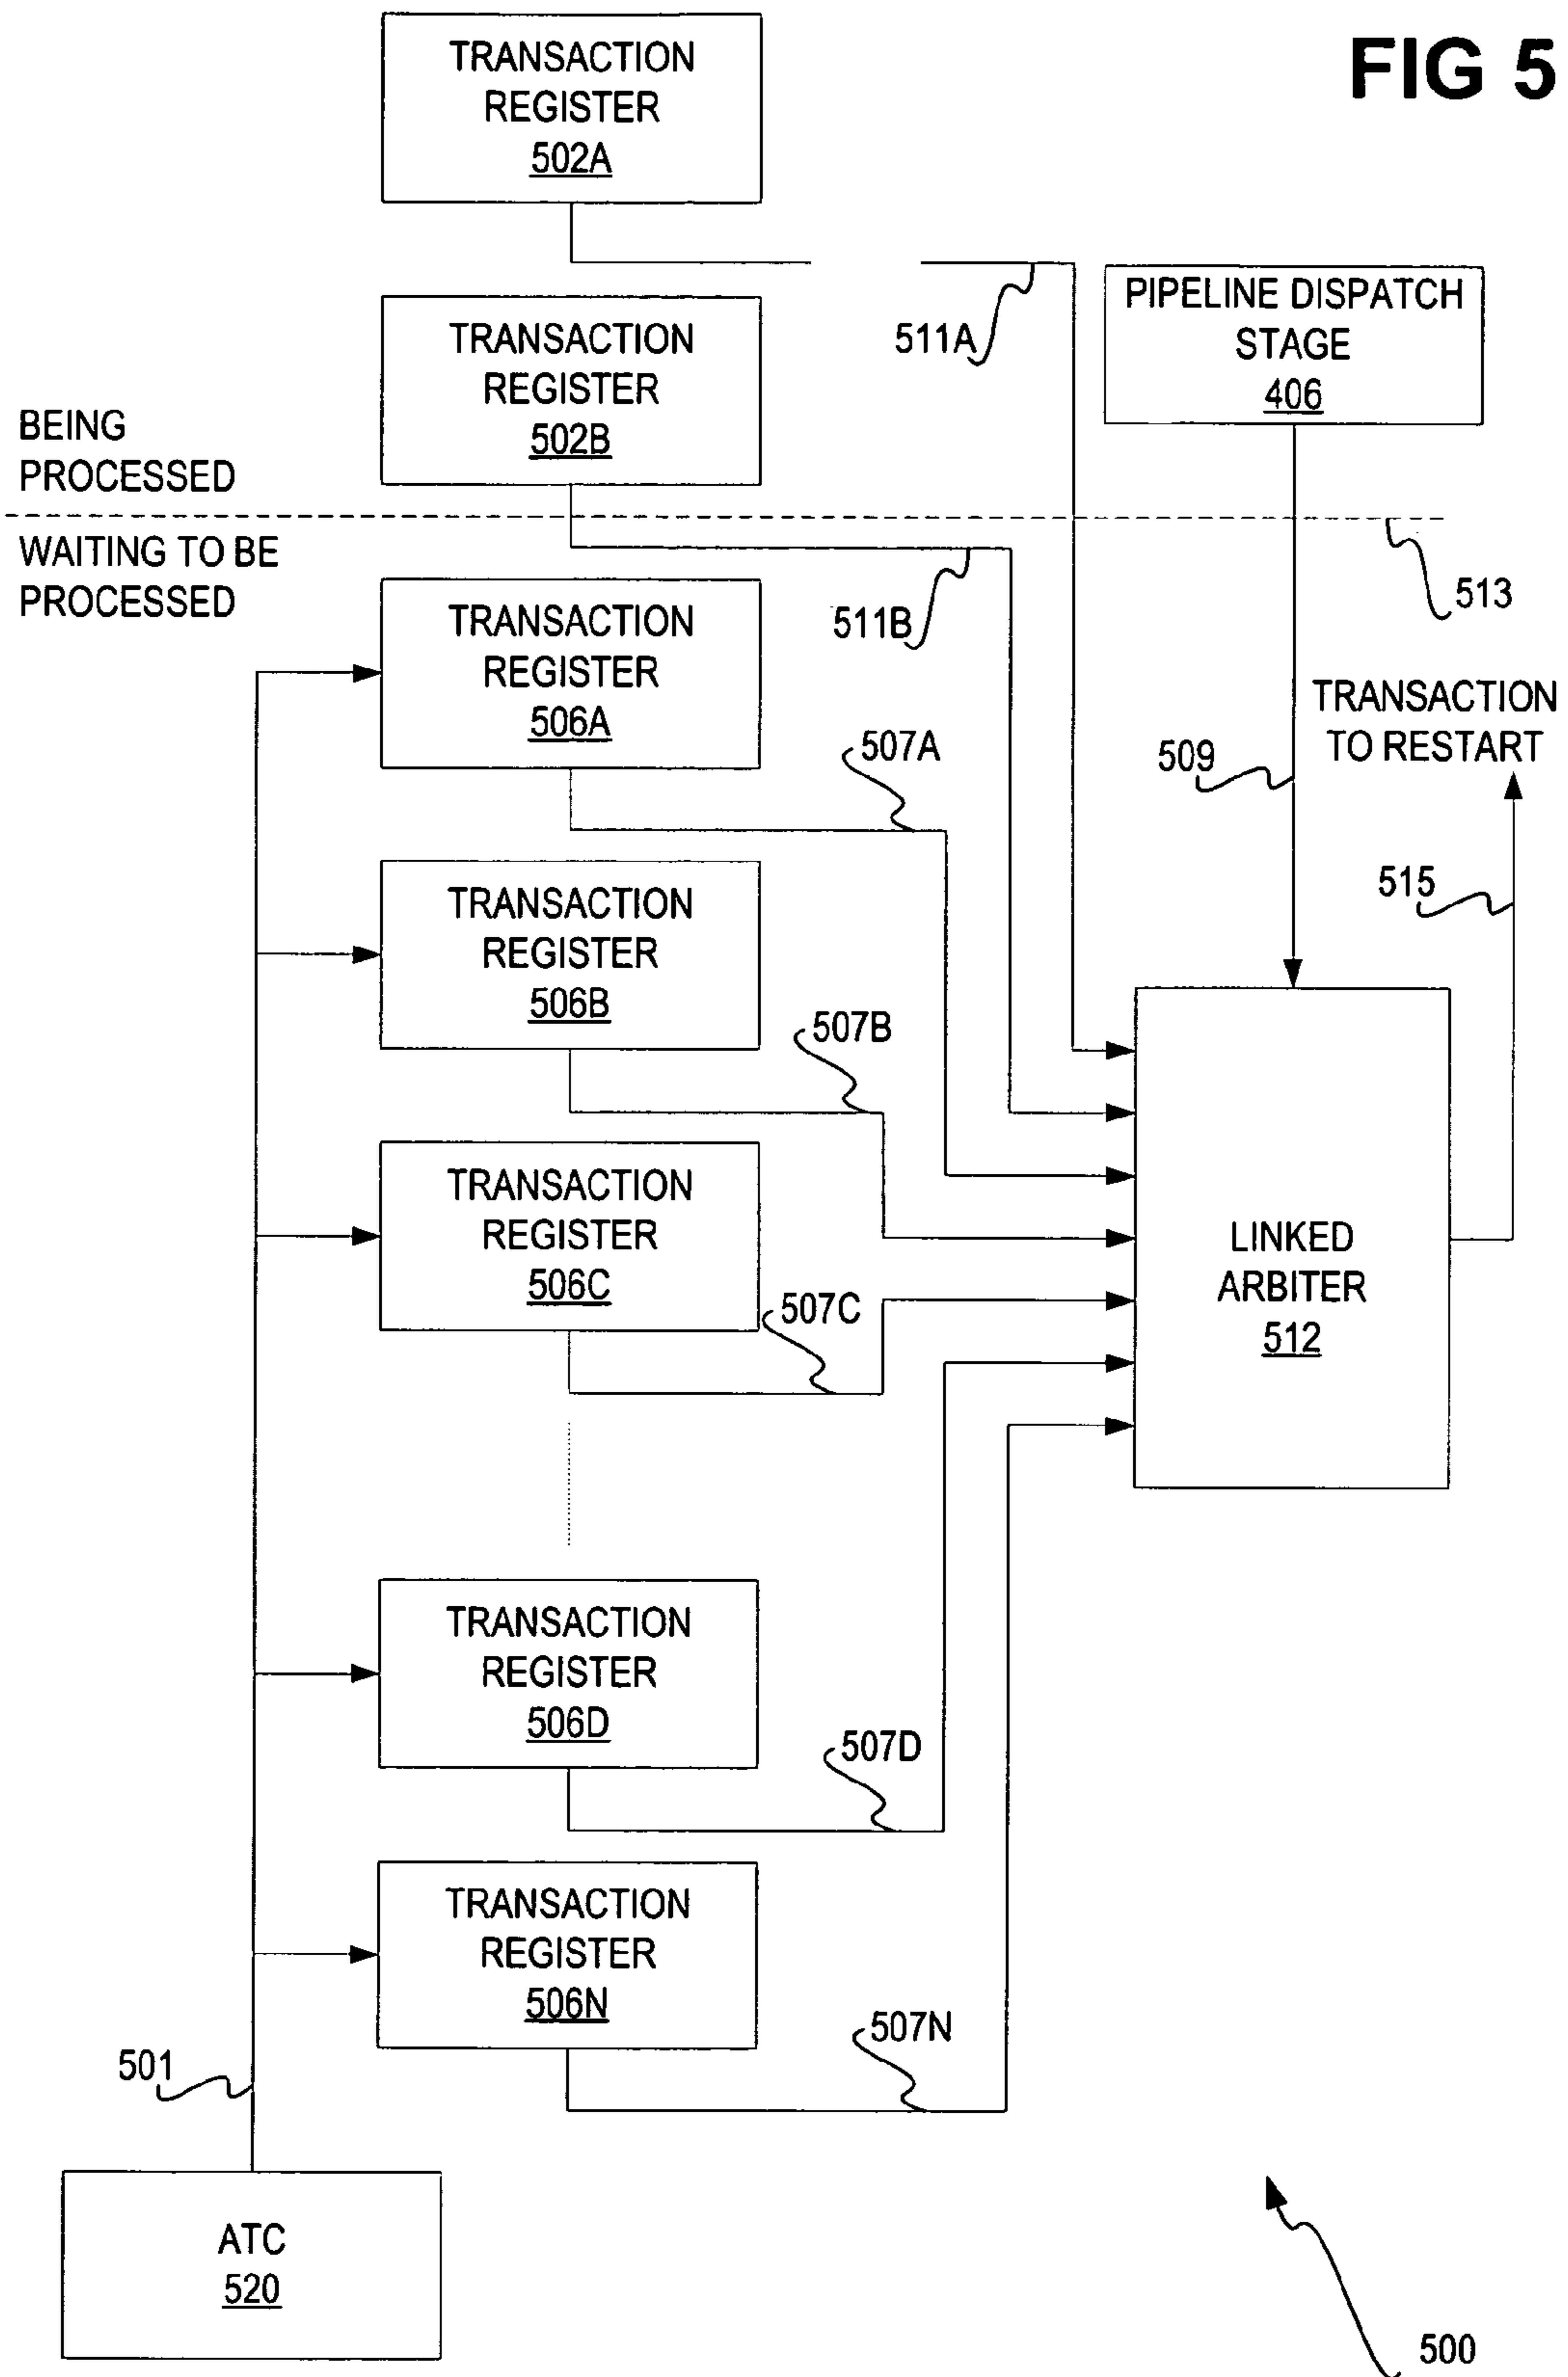 FIG 5
TRANSACTION
REGISTER
502A
511A
PIPELINE DISPATCH
STAGE
406
TRANSACTION
REGISTER
502B
BEING
PROCESSED
WAITING TO BE
PROCESSED
513
511B
TRANSACTION
REGISTER
506A
507A
509
TRANSACTION
TO RESTART
515
TRANSACTION
REGISTER
506B
507B
TRANSACTION
REGISTER
506C
507C
LINKED
ARBITER
512
TRANSACTION
REGISTER
506D
507D
TRANSACTION
REGISTER
506N
507N
501
ATC
520
500